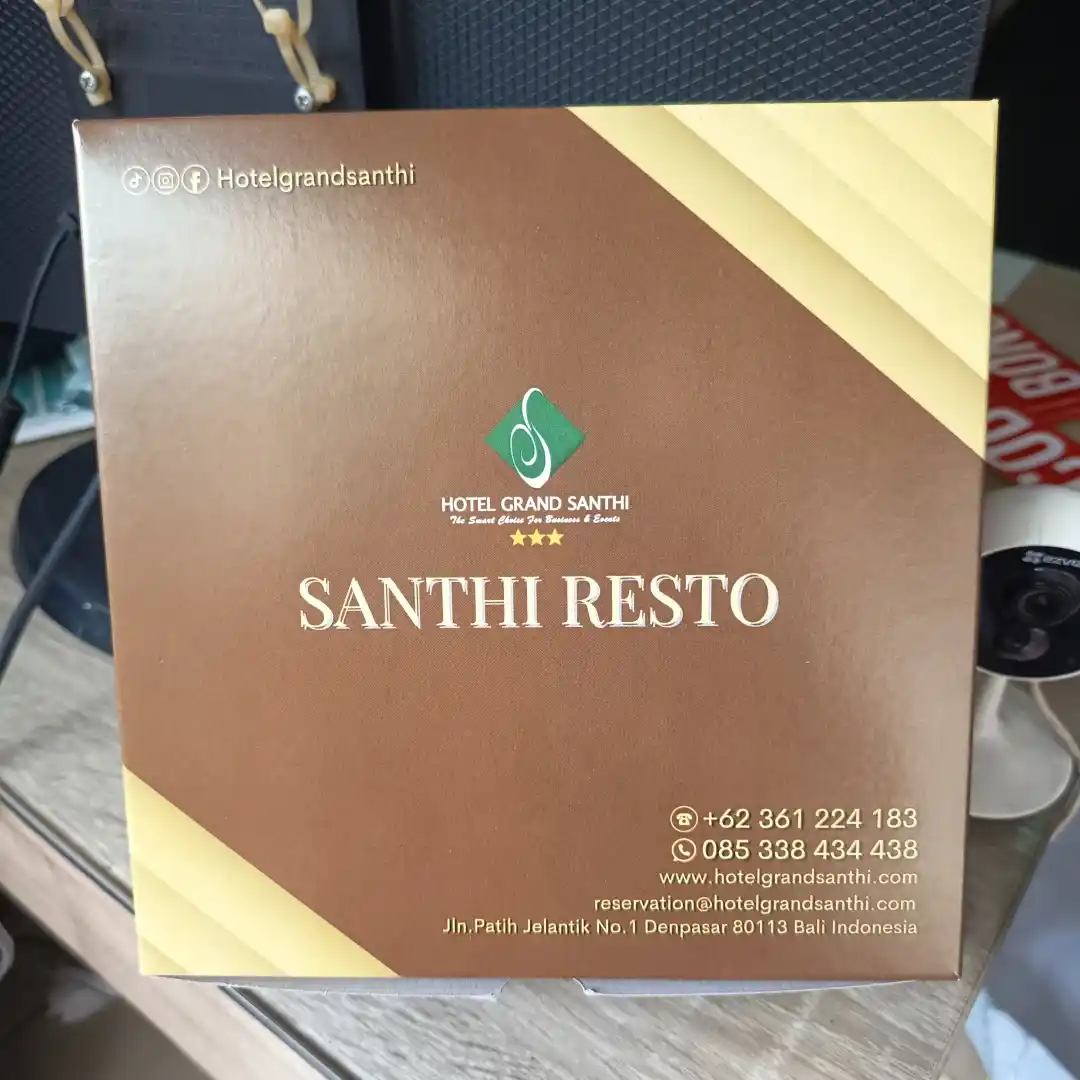 Hotelgrandsanthi
HOTEL GRAND SANTHI
The Smart Choice For Business & Events
SANTHI RESTO
+62 361 224 183
085 338 434 438
www.hotelgrandsanthi.com
reservation@hotelgrandsanthi.com
Jln.Patih Jelantik No.1 Denpasar 80113 Bali Indonesia